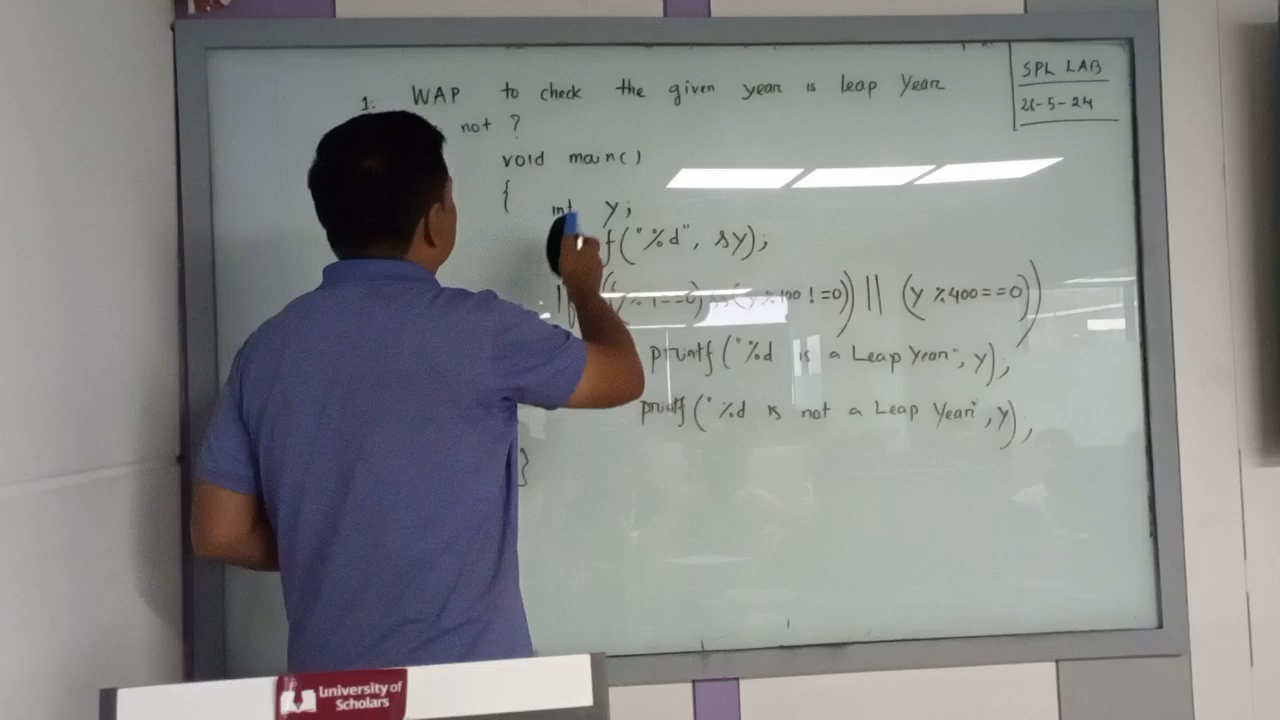 1. WAP to check the given year is leap Year
not ?
SPL LAB
26-5-24
void main()
{
int y;
f("%d", &y);
if ((y % 4==0) && (y % 100 ! =0)) || (y %400==0))
printf ("%d is a Leap Year", y);
printf ("%d is not a Leap Year", y);
}
University of
Scholars